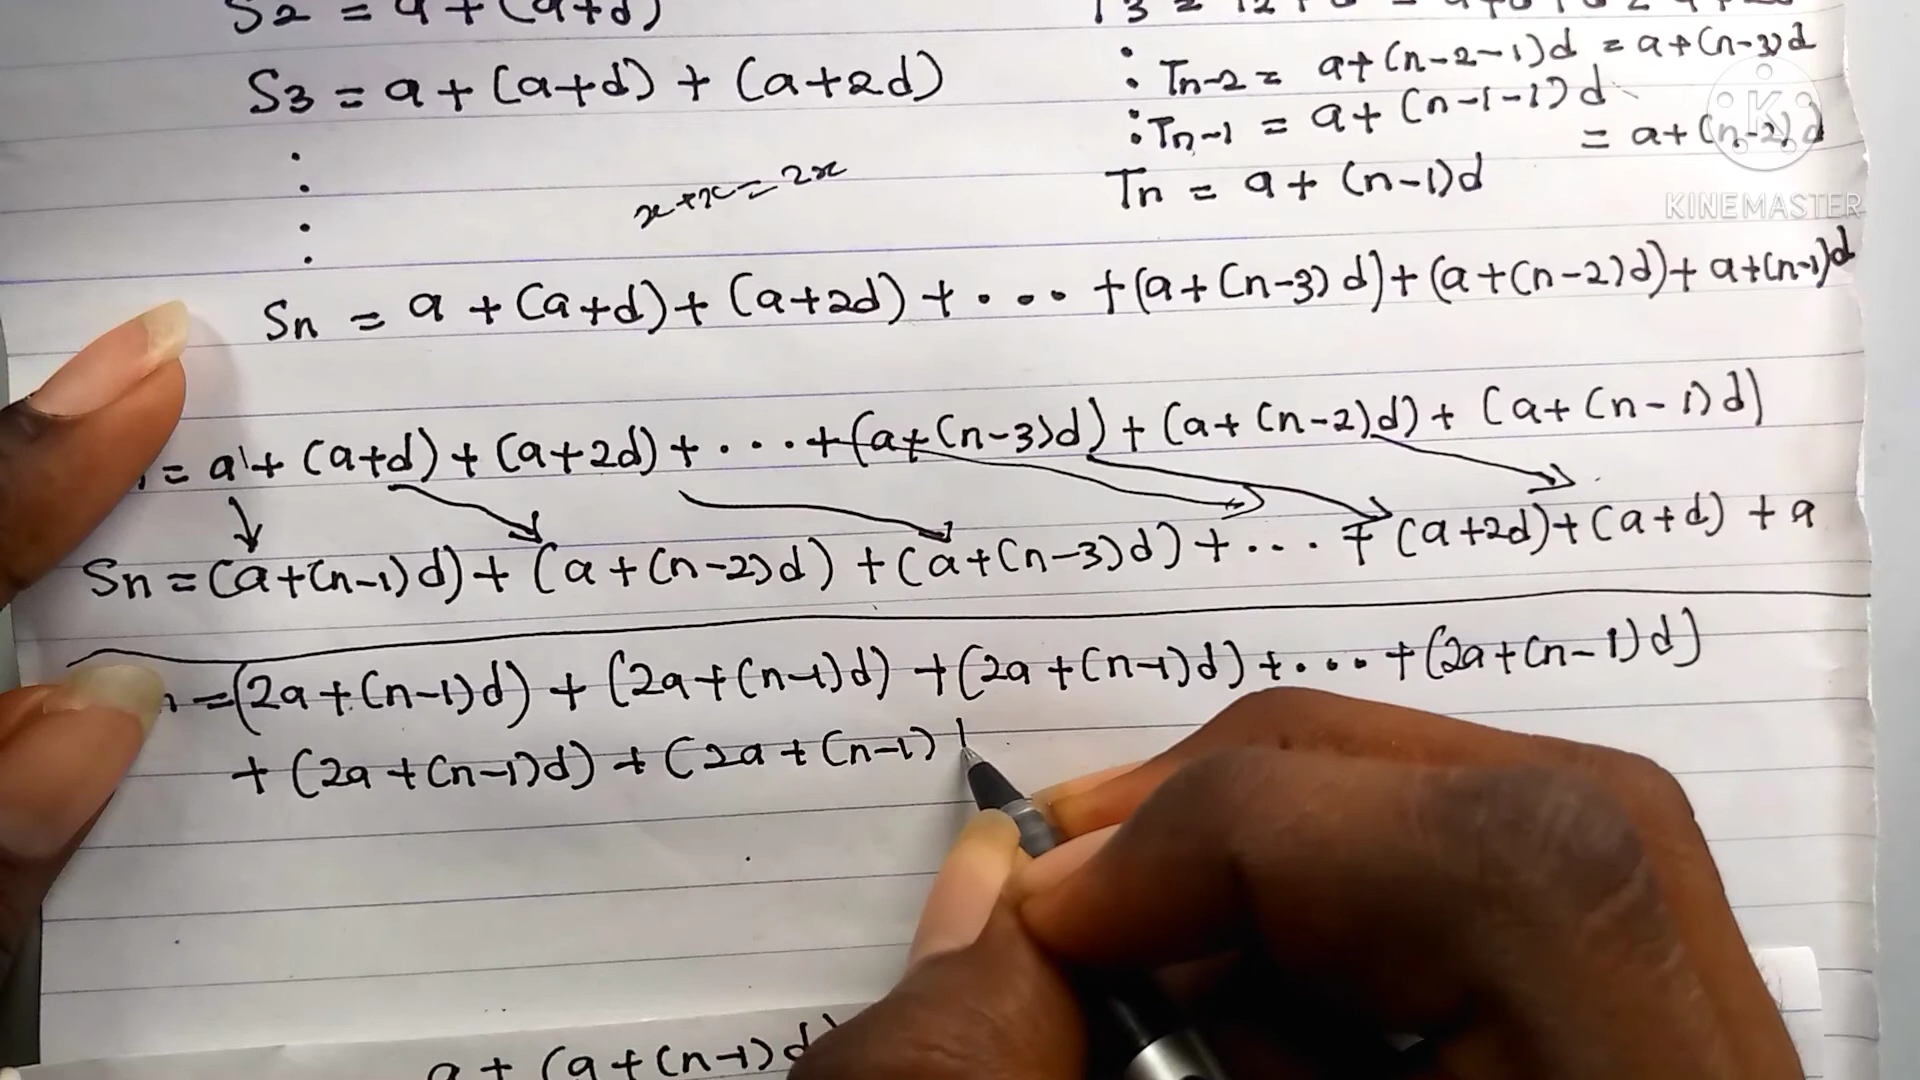 S2 = a + (a+d)
S3 = a + (a+d) + (a+2d)
Tn-2 = a+(n-2-1)d = a+(n-3)d
Tn-1 = a+(n-1-1)d
= a+(n-2)d
Tn = a+(n-1)d
KINEMASTER
x+x=2x
Sn = a + (a+d) + (a+2d) + ... + (a+(n-3)d) + (a+(n-2)d) + a+(n-1)d
= a + (a+d) + (a+2d) + ... + (a+(n-3)d) + (a+(n-2)d) + (a+(n-1)d)
Sn = (a+(n-1)d) + (a+(n-2)d) + (a+(n-3)d) + ... + (a+2d) + (a+d) + a
= (2a+(n-1)d) + (2a+(n-1)d) + (2a+(n-1)d) + ... + (2a+(n-1)d)
+ (2a+(n-1)d) + (2a+(n-1)
a + (a+(n-1)d)